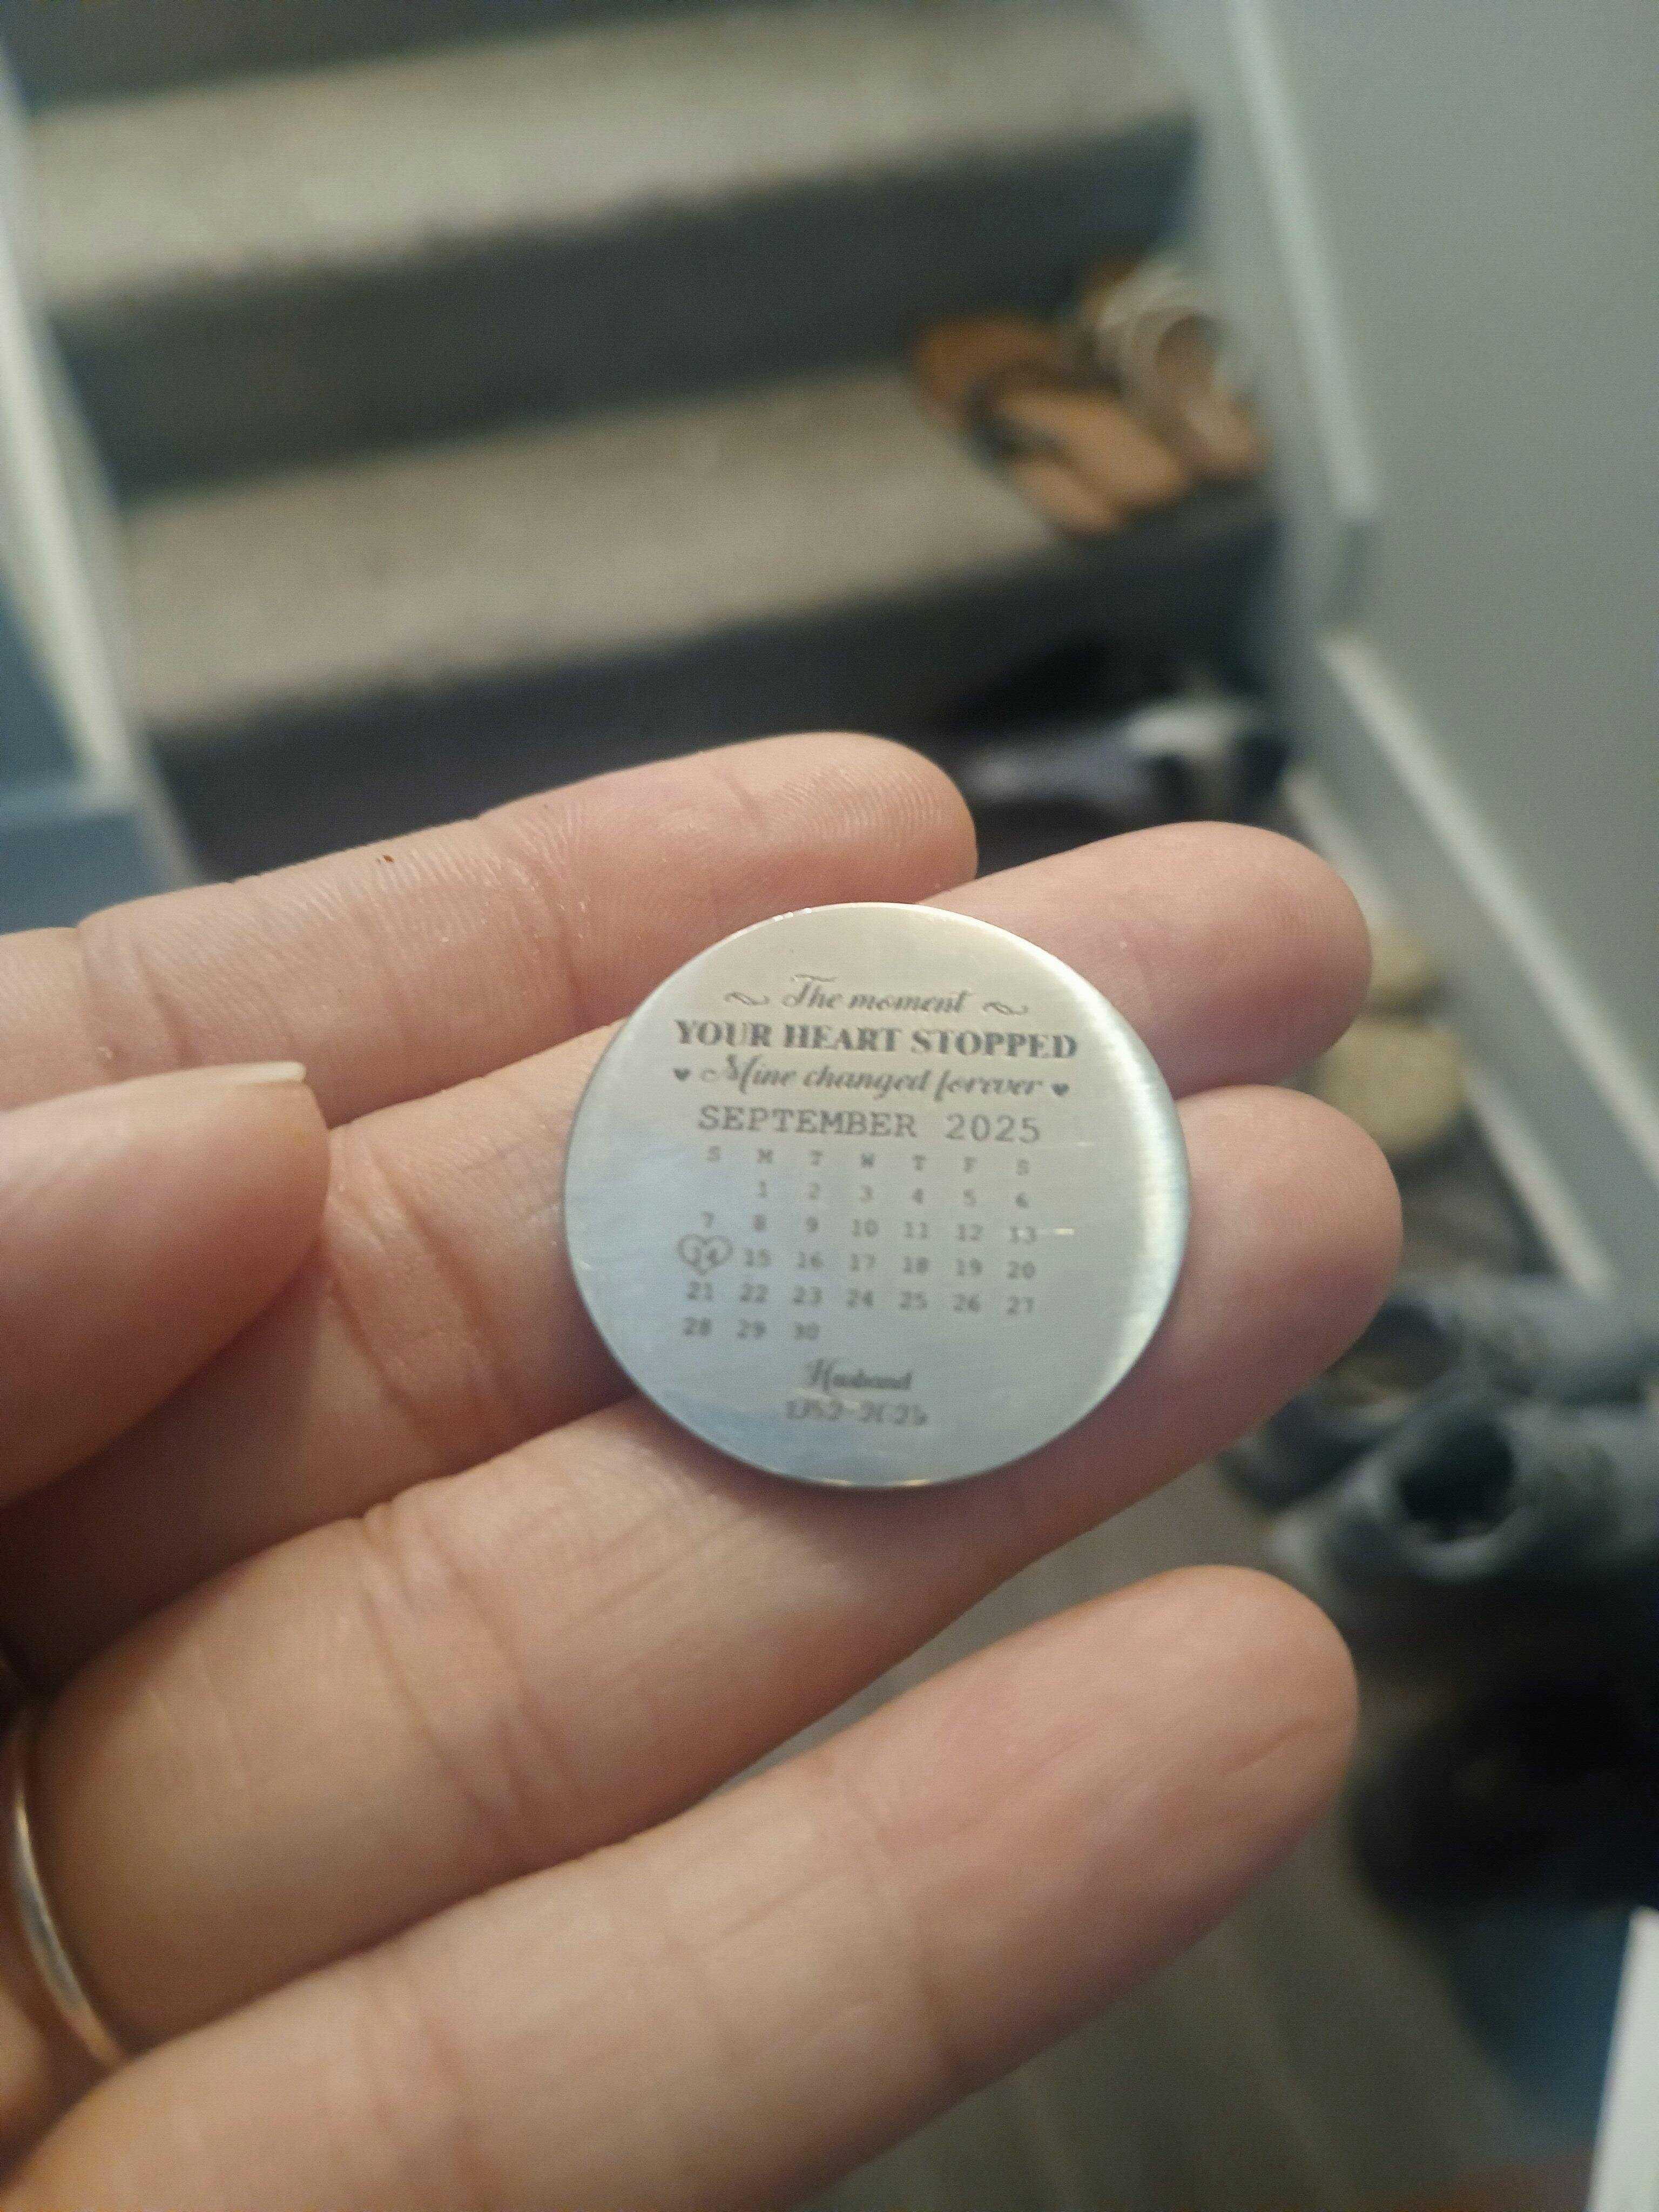 The moment
YOUR HEART STOPPED
Mine changed forever
SEPTEMBER 2025
S M T W T F S
1 2 3 4 5 6
7 8 9 10 11 12 13
14 15 16 17 18 19 20
21 22 23 24 25 26 27
28 29 30
Husband